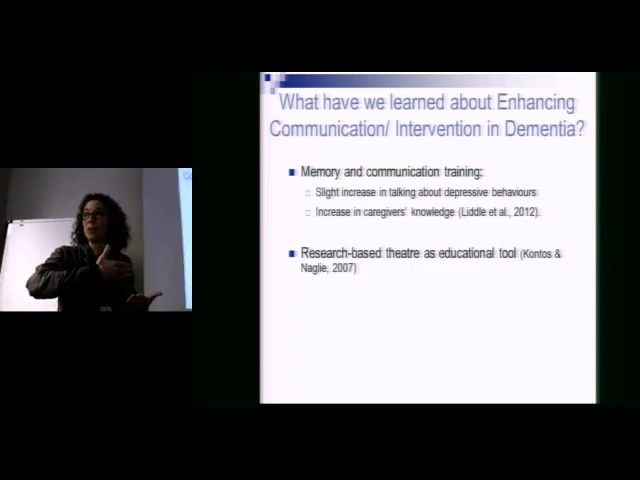 What have we learned about Enhancing
Communication/ Intervention in Dementia?
Memory and communication training:
Slight increase in talking about depressive behaviours
Increase in caregivers' knowledge (Liddle et al., 2012).
Research-based theatre as educational tool (Kontos &
Naglie, 2007)